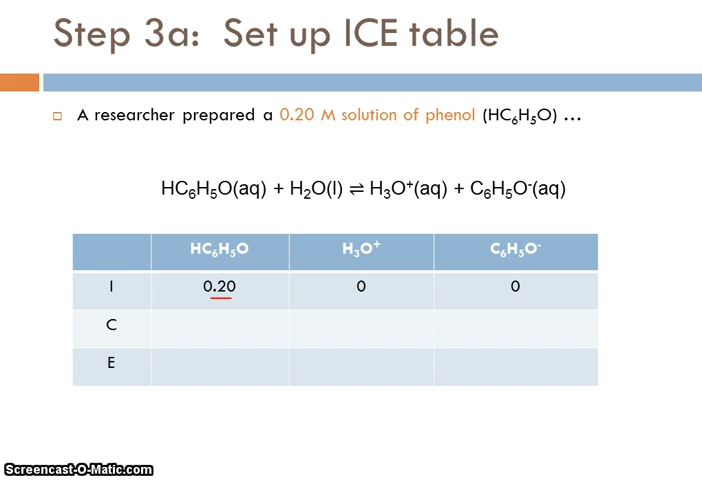 Step 3a: Set up ICE table
A researcher prepared a 0.20 M solution of phenol (HC₆H₅O) …
HC₆H₅O(aq) + H₂O(l) ⇌ H₃O⁺(aq) + C₆H₅O⁻(aq)
HC₆H₅O H₃O⁺ C₆H₅O⁻
I 0.20 0 0
C
E
Screencast-O-Matic.com